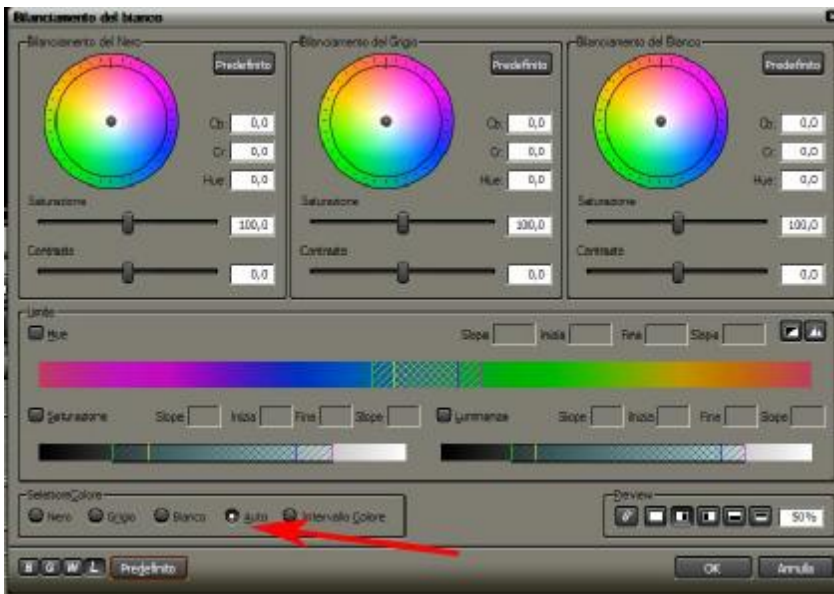 Bilanciamento del bianco
Bilanciamento del Nero
Predefinito
Cb: 0,0
Cr: 0,0
Hue: 0,0
Saturazione
100,0
Contrasto
0,0
Bilanciamento del Grigio
Predefinito
Cb: 0,0
Cr: 0,0
Hue: 0,0
Saturazione
100,0
Contrasto
0,0
Bilanciamento del Bianco
Predefinito
Cb: 0,0
Cr: 0,0
Hue: 0,0
Saturazione
100,0
Contrasto
0,0
Limite
Hue Slope Inizia Fine Slope
Saturazione Slope Inizia Fine Slope
Luminanza Slope Inizia Fine Slope
Selettore Colore
Nero Grigio Bianco Auto Intervallo Colore
Preview
50%
B G W L Predefinito OK Annulla